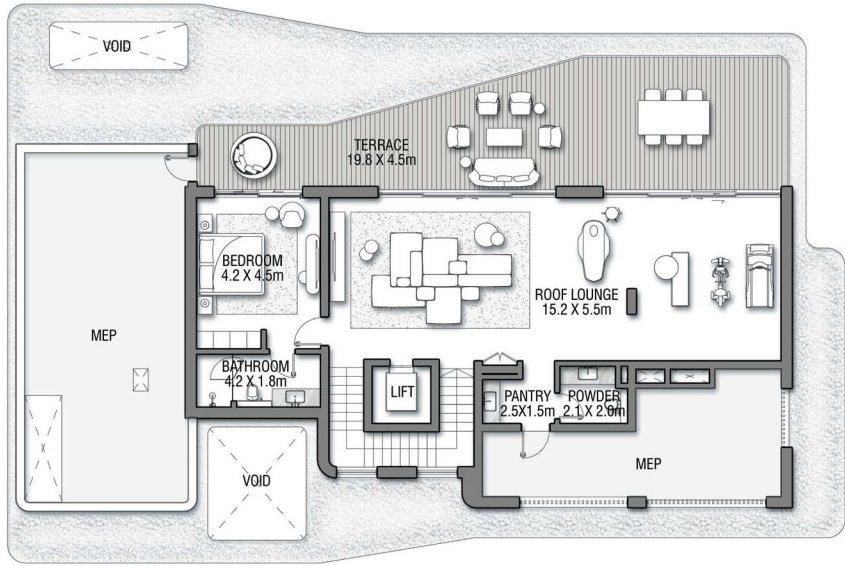 VOID
TERRACE
19.8 X 4.5m
BEDROOM
4.2 X 4.5m
ROOF LOUNGE
15.2 X 5.5m
MEP
BATHROOM
4.2 X 1.8m
LIFT
PANTRY
2.5X1.5m
POWDER
2.1 X 2.0m
MEP
VOID